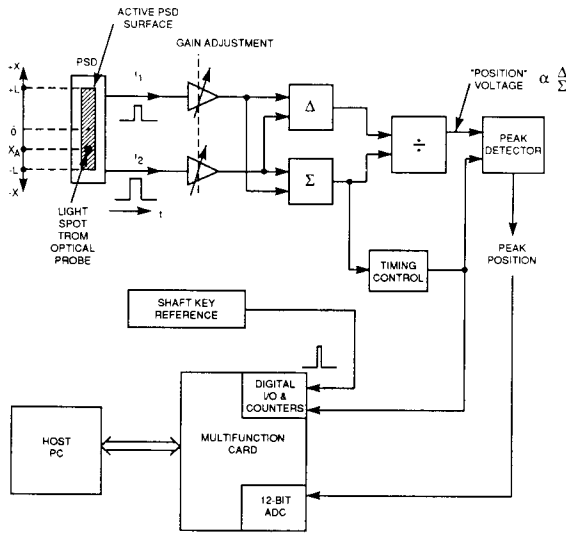 ACTIVE PSD
SURFACE
GAIN ADJUSTMENT
+X
PSD
+L
I1
"POSITION"
VOLTAGE
α Δ
Σ
Δ
0
÷
PEAK
DETECTOR
XA
I2
-L
Σ
-X
LIGHT
SPOT
TROM
OPTICAL
PROBE
t
TIMING
CONTROL
PEAK
POSITION
SHAFT KEY
REFERENCE
DIGITAL
I/O &
COUNTERS
HOST
PC
MULTIFUNCTION
CARD
12-BIT
ADC